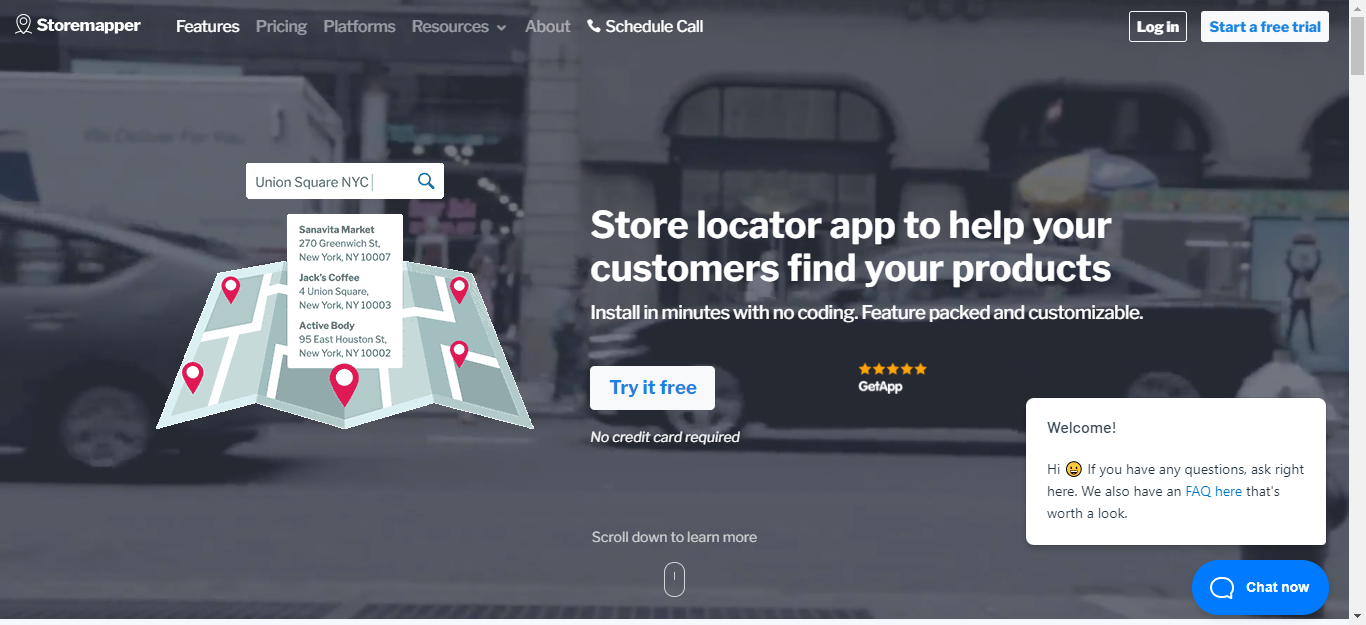 Storemapper
Features
Pricing
Platforms
Resources
About
Schedule Call
Log in
Start a free trial
We Deliver For You
Union Square NYC
Sanavita Market
270 Greenwich St,
New York, NY 10007
Jack's Coffee
4 Union Square,
New York, NY 10003
Active Body
95 East Houston St,
New York, NY 10002
Store locator app to help your
customers find your products
Install in minutes with no coding. Feature packed and customizable.
Try it free
GetApp
No credit card required
Welcome!
Hi 😀 If you have any questions, ask right
here. We also have an FAQ here that's
worth a look.
Scroll down to learn more
Chat now